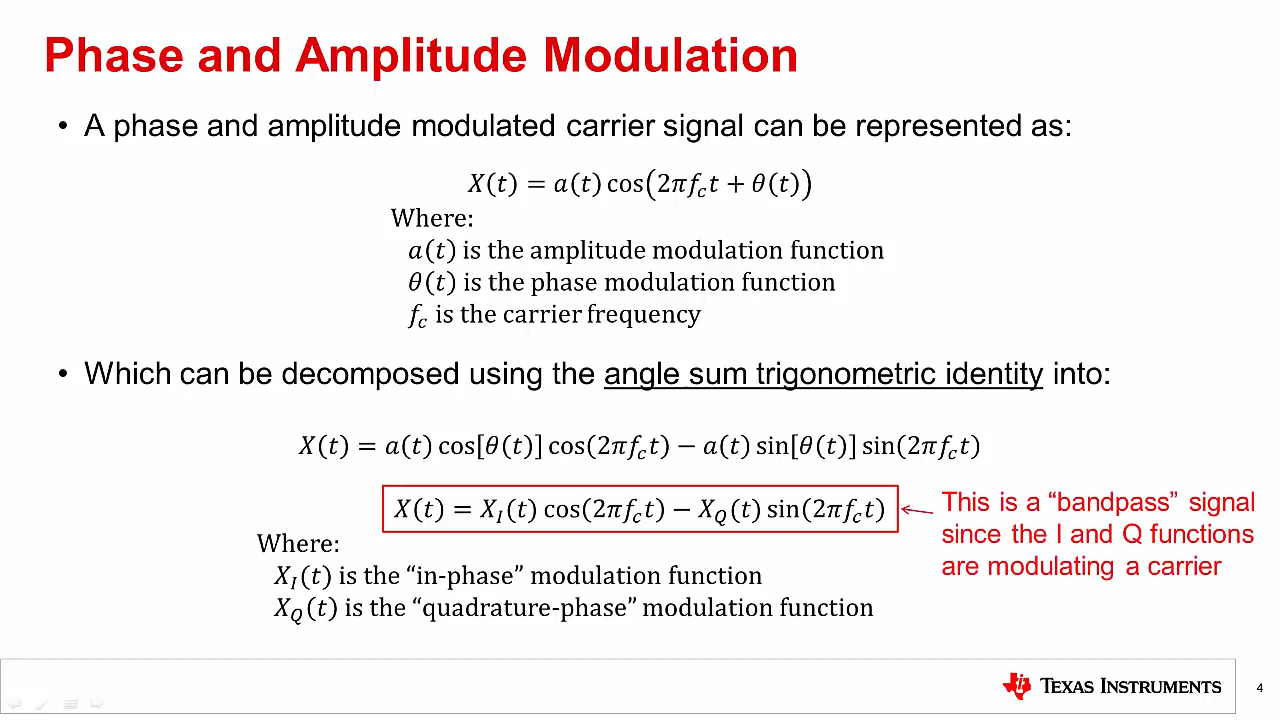 Phase and Amplitude Modulation
• A phase and amplitude modulated carrier signal can be represented as:
X(t) = a(t) cos(2πf_c t + θ(t))
Where:
a(t) is the amplitude modulation function
θ(t) is the phase modulation function
f_c is the carrier frequency
• Which can be decomposed using the angle sum trigonometric identity into:
X(t) = a(t) cos[θ(t)] cos(2πf_c t) − a(t) sin[θ(t)] sin(2πf_c t)
X(t) = X_I(t) cos(2πf_c t) − X_Q(t) sin(2πf_c t)
This is a “bandpass” signal
since the I and Q functions
are modulating a carrier
Where:
X_I(t) is the “in-phase” modulation function
X_Q(t) is the “quadrature-phase” modulation function
TEXAS INSTRUMENTS
4